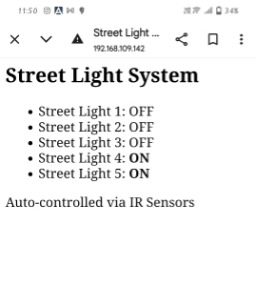 11:50
34%
Street Light ...
192.168.109.142
Street Light System
• Street Light 1: OFF
• Street Light 2: OFF
• Street Light 3: OFF
• Street Light 4: ON
• Street Light 5: ON
Auto-controlled via IR Sensors